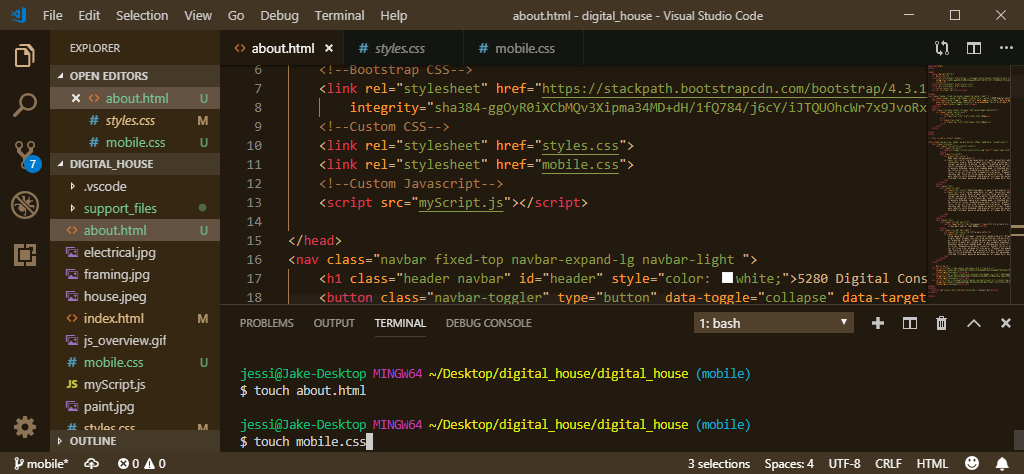 File Edit Selection View Go Debug Terminal Help about.html - digital_house - Visual Studio Code
EXPLORER
OPEN EDITORS
about.html U
styles.css M
mobile.css U
7
DIGITAL_HOUSE
.vscode
support_files
about.html U
electrical.jpg
framing.jpg
house.jpeg
index.html M
js_overview.gif
mobile.css U
myScript.js
paint.jpg
styles.css M
OUTLINE
about.html styles.css mobile.css
6 <!--Bootstrap CSS-->
7 <link rel="stylesheet" href="https://stackpath.bootstrapcdn.com/bootstrap/4.3.1
8 integrity="sha384-ggOyR0iXCbMQv3Xipma34MD+dH/1fQ784/j6cY/iJTQUOhcWr7x9JvoRx
9 <!--Custom CSS-->
10 <link rel="stylesheet" href="styles.css">
11 <link rel="stylesheet" href="mobile.css">
12 <!--Custom Javascript-->
13 <script src="myScript.js"></script>
14
15 </head>
16 <nav class="navbar fixed-top navbar-expand-lg navbar-light ">
17 <h1 class="header navbar" id="header" style="color: white;">5280 Digital Cons
18 <button class="navbar-toggler" type="button" data-toggle="collapse" data-target
PROBLEMS OUTPUT TERMINAL DEBUG CONSOLE 1: bash
jessi@Jake-Desktop MINGW64 ~/Desktop/digital_house/digital_house (mobile)
$ touch about.html
jessi@Jake-Desktop MINGW64 ~/Desktop/digital_house/digital_house (mobile)
$ touch mobile.css
mobile* 0 0 3 selections Spaces: 4 UTF-8 CRLF HTML